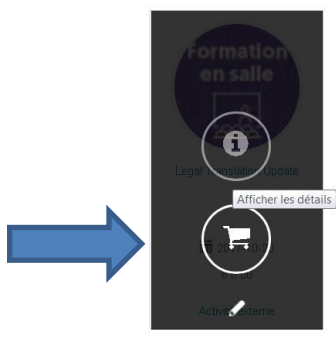 Formation
en salle
Legal Translation Update
Afficher les détails
Activité externe